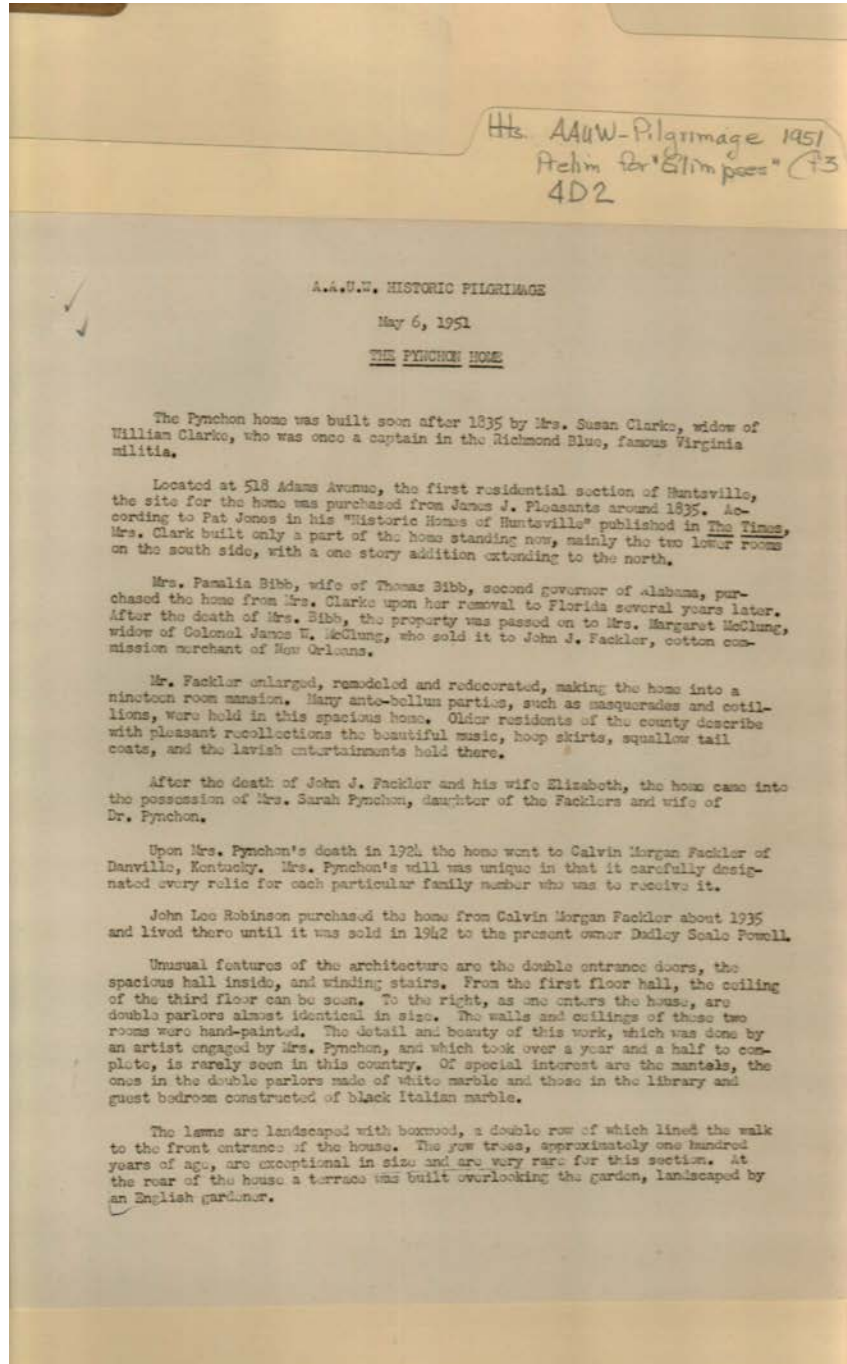 Hts. AAUW-Pilgrimage 1951
Prelim for "Glimpses"
4D2
A.A.U.W. HISTORIC PILGRIMAGE
May 6, 1951
THE PYNCHON HOME
The Pynchon home was built soon after 1835 by Mrs. Susan Clarke, widow of
William Clarke, who was once a captain in the Richmond Blue, famous Virginia
militia.
Located at 518 Adams Avenue, the first residential section of Huntsville,
the site for the home was purchased from James J. Pleasants around 1835. Ac-
cording to Pat Jones in his "Historic Homes of Huntsville" published in The Times,
Mrs. Clark built only a part of the home standing now, mainly the two lower rooms
on the south side, with a one story addition extending to the north.
Mrs. Pamalia Bibb, wife of Thomas Bibb, second governor of Alabama, pur-
chased the home from Mrs. Clarke upon her removal to Florida several years later.
After the death of Mrs. Bibb, the property was passed on to Mrs. Margaret McClung,
widow of Colonel James W. McClung, who sold it to John J. Fackler, cotton com-
mission merchant of New Orleans.
Mr. Fackler enlarged, remodeled and redecorated, making the home into a
nineteen room mansion. Many ante-bellum parties, such as masquerades and cotil-
lions, were held in this spacious home. Older residents of the county describe
with pleasant recollections the beautiful music, hoop skirts, squallow tail
coats, and the lavish entertainments held there.
After the death of John J. Fackler and his wife Elizabeth, the home came into
the possession of Mrs. Sarah Pynchon, daughter of the Facklers and wife of
Dr. Pynchon.
Upon Mrs. Pynchon's death in 1924 the home went to Calvin Morgan Fackler of
Danville, Kentucky. Mrs. Pynchon's will was unique in that it carefully desig-
nated every relic for each particular family member who was to receive it.
John Lee Robinson purchased the home from Calvin Morgan Fackler about 1935
and lived there until it was sold in 1942 to the present owner Dudley Seale Powell.
Unusual features of the architecture are the double entrance doors, the
spacious hall inside, and winding stairs. From the first floor hall, the ceiling
of the third floor can be seen. To the right, as one enters the house, are
double parlors almost identical in size. The walls and ceilings of these two
rooms were hand-painted. The detail and beauty of this work, which was done by
an artist engaged by Mrs. Pynchon, and which took over a year and a half to com-
plete, is rarely seen in this country. Of special interest are the mantels, the
ones in the double parlors made of white marble and those in the library and
guest bedroom constructed of black Italian marble.
The lawns are landscaped with boxwood, a double row of which lined the walk
to the front entrance of the house. The yew trees, approximately one hundred
years of age, are exceptional in size and are very rare for this section. At
the rear of the house a terrace was built overlooking the garden, landscaped by
an English gardener.